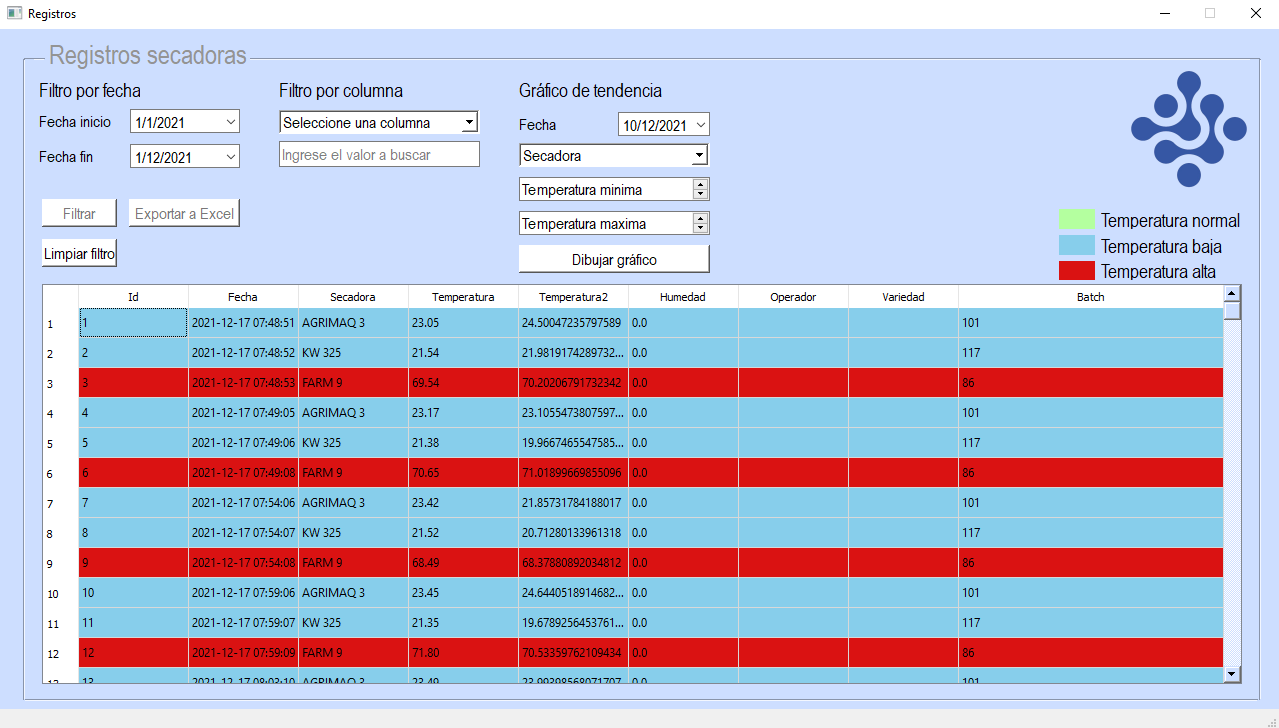 Registros
Registros secadoras
Filtro por fecha
Fecha inicio 1/1/2021
Fecha fin 1/12/2021
Filtrar Exportar a Excel
Limpiar filtro
Filtro por columna
Seleccione una columna
Ingrese el valor a buscar
Gráfico de tendencia
Fecha 10/12/2021
Secadora
Temperatura minima
Temperatura maxima
Dibujar gráfico
Temperatura normal
Temperatura baja
Temperatura alta
Id Fecha Secadora Temperatura Temperatura2 Humedad Operador Variedad Batch
1 1 2021-12-17 07:48:51 AGRIMAQ 3 23.05 24.50047235797589 0.0 101
2 2 2021-12-17 07:48:52 KW 325 21.54 21.9819174289732... 0.0 117
3 3 2021-12-17 07:48:53 FARM 9 69.54 70.20206791732342 0.0 86
4 4 2021-12-17 07:49:05 AGRIMAQ 3 23.17 23.1055473807597... 0.0 101
5 5 2021-12-17 07:49:06 KW 325 21.38 19.9667465547585... 0.0 117
6 6 2021-12-17 07:49:08 FARM 9 70.65 71.01899669855096 0.0 86
7 7 2021-12-17 07:54:06 AGRIMAQ 3 23.42 21.85731784188017 0.0 101
8 8 2021-12-17 07:54:07 KW 325 21.52 20.71280133961318 0.0 117
9 9 2021-12-17 07:54:08 FARM 9 68.49 68.37880892034812 0.0 86
10 10 2021-12-17 07:59:06 AGRIMAQ 3 23.45 24.6440518914682... 0.0 101
11 11 2021-12-17 07:59:07 KW 325 21.35 19.6789256453761... 0.0 117
12 12 2021-12-17 07:59:09 FARM 9 71.80 70.53359762109434 0.0 86
13 13 2021-12-17 08:03:10 AGRIMAQ 3 23.49 23.99398568071707 0.0 101